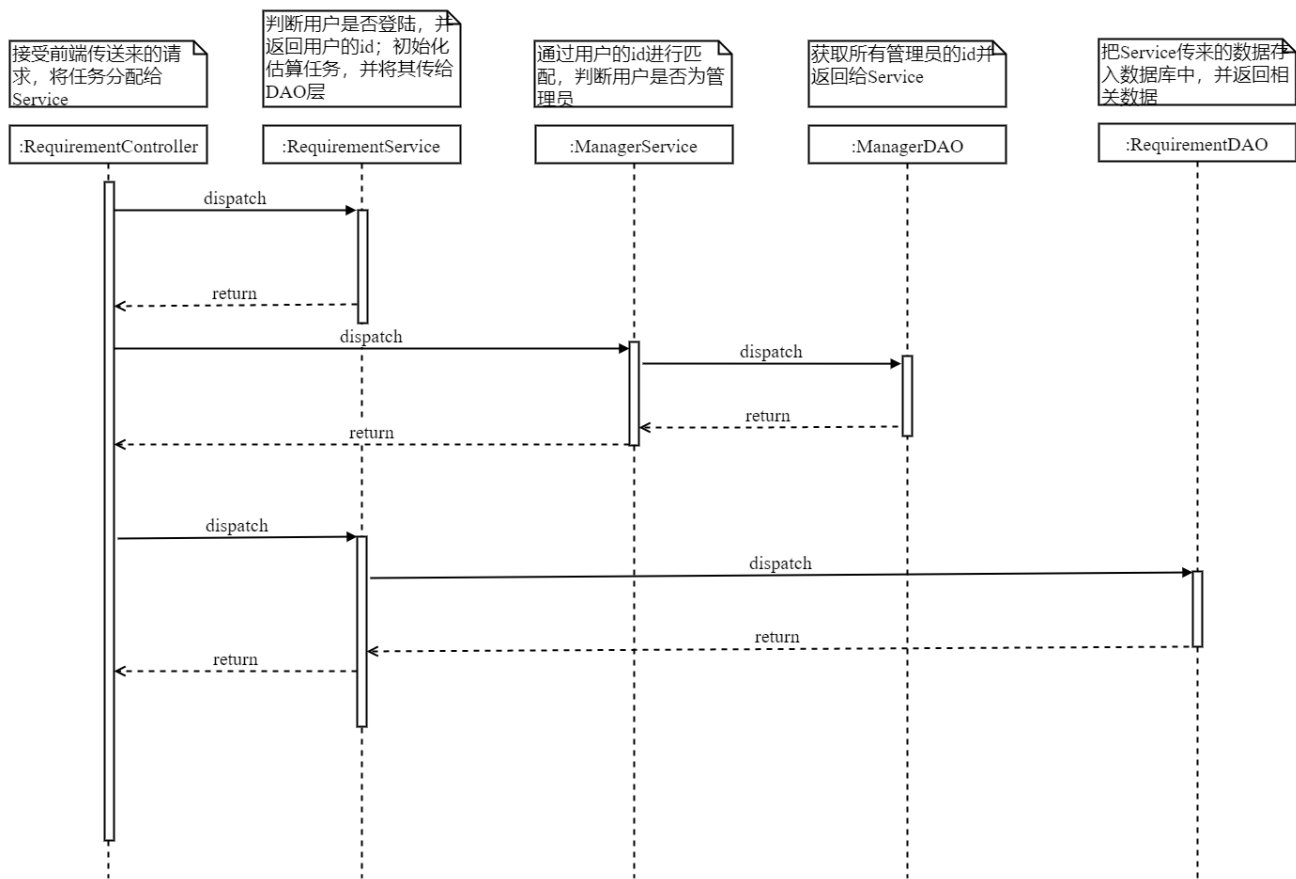 接受前端传送来的请
求，将任务分配给
Service
判断用户是否登陆，并
返回用户的id；初始化
估算任务，并将其传给
DAO层
通过用户的id进行匹
配，判断用户是否为管
理员
获取所有管理员的id并
返回给Service
把Service传来的数据存
入数据库中，并返回相
关数据
:RequirementController
:RequirementService
:ManagerService
:ManagerDAO
:RequirementDAO
dispatch
return
dispatch
dispatch
return
return
dispatch
dispatch
return
return